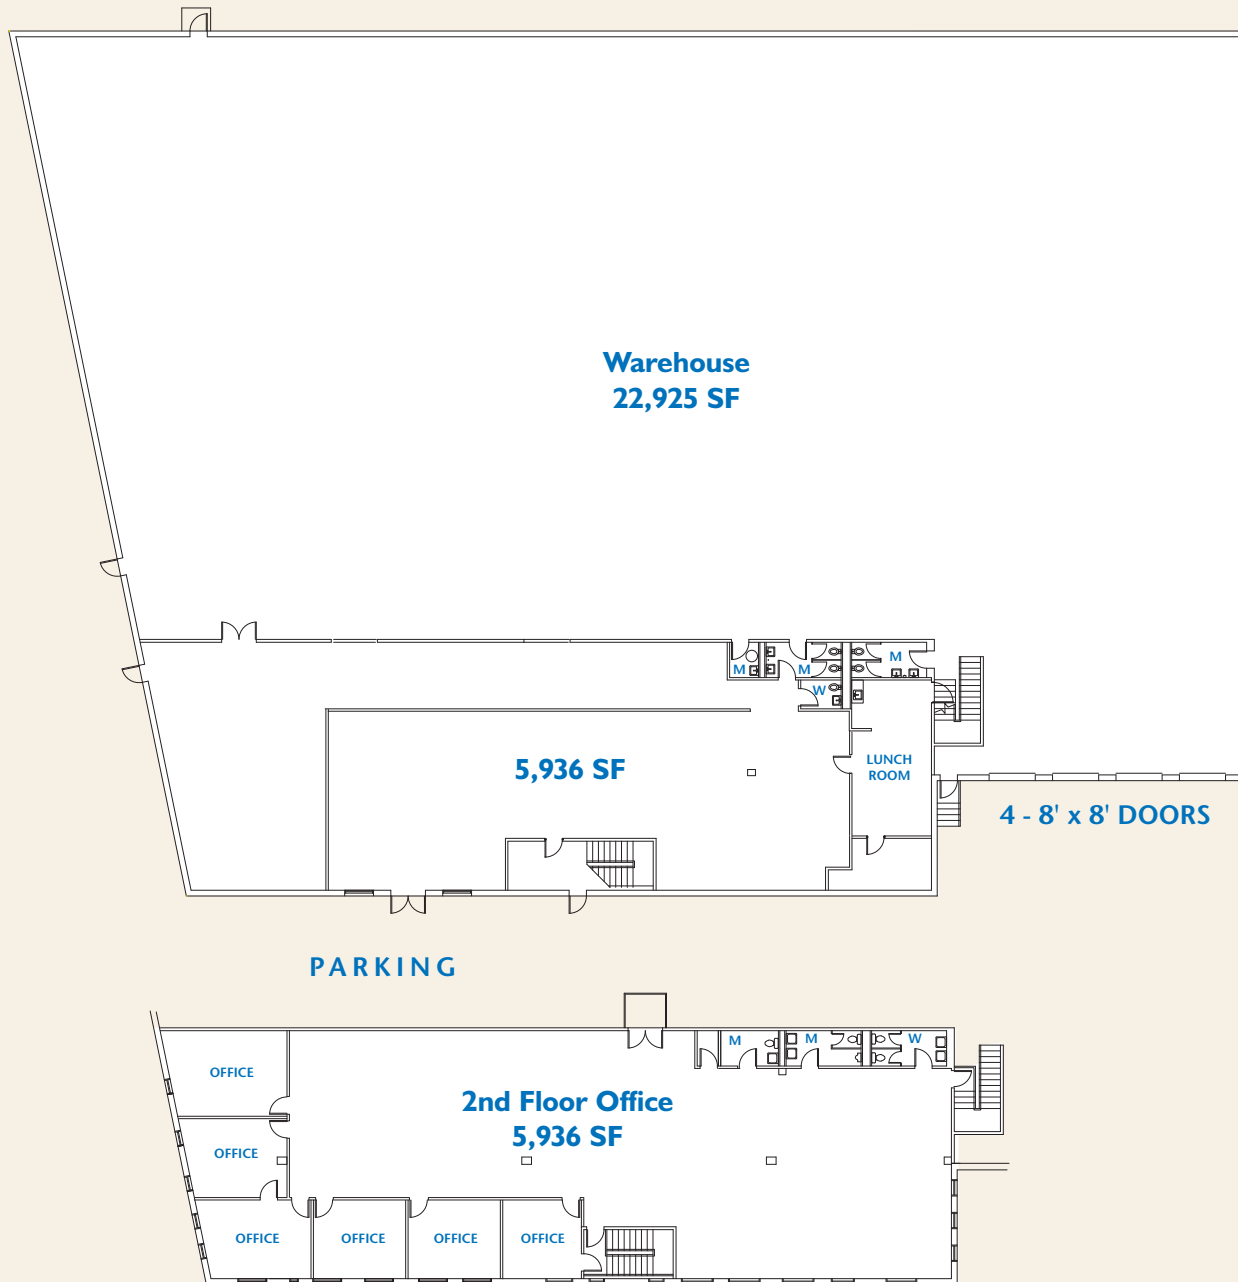 Warehouse
22,925 SF
M
M
M
W
5,936 SF
LUNCH
ROOM
4 - 8' x 8' DOORS
PARKING
M
M
W
OFFICE
2nd Floor Office
5,936 SF
OFFICE
OFFICE
OFFICE
OFFICE
OFFICE